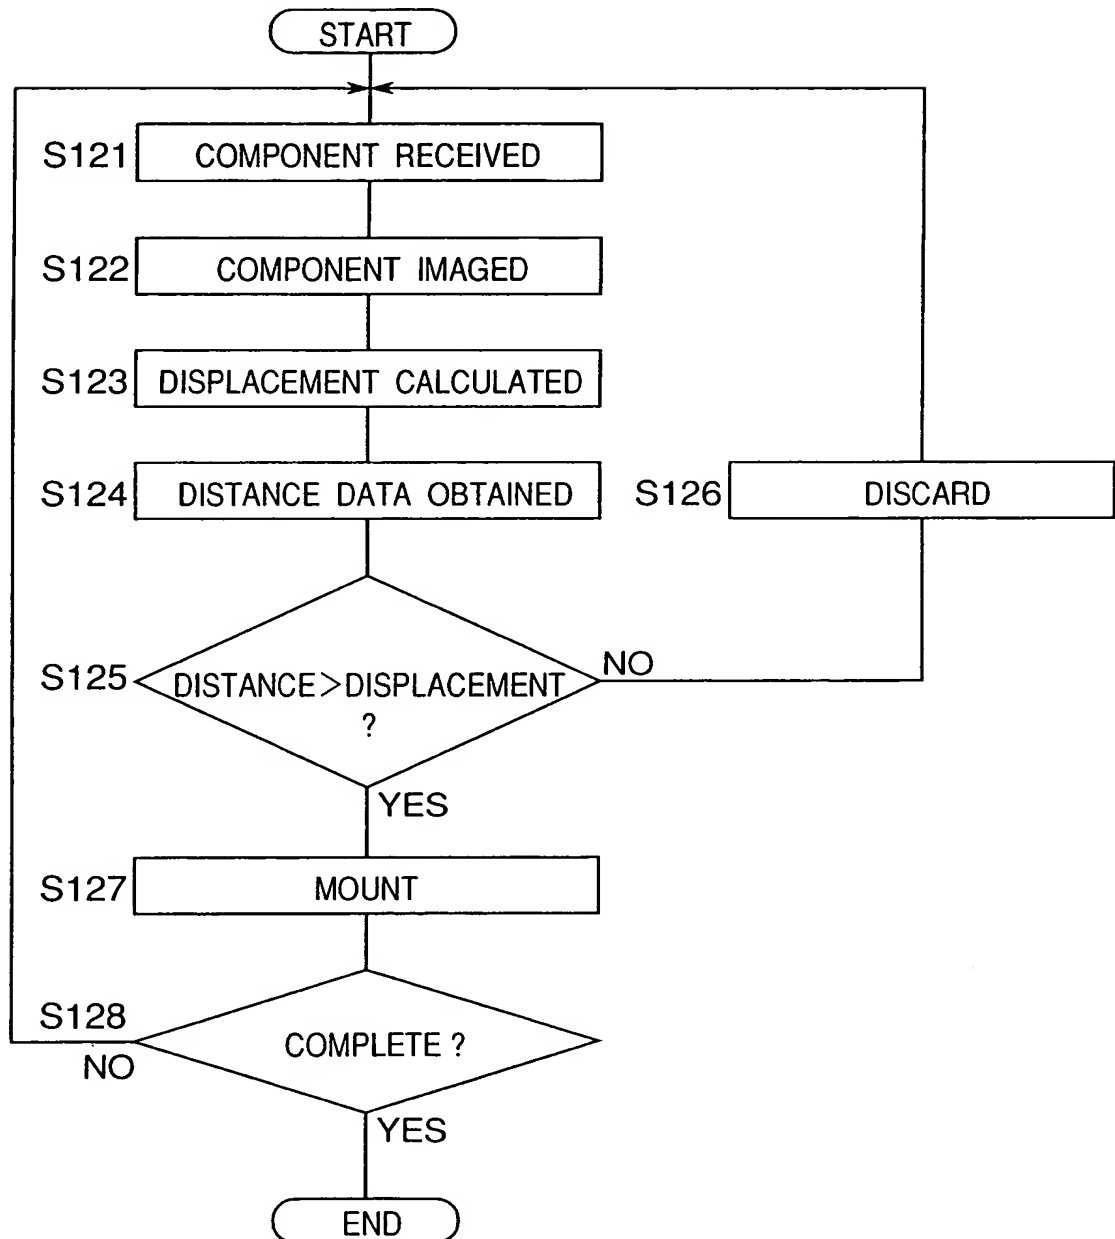 START
S121 COMPONENT RECEIVED
S122 COMPONENT IMAGED
S123 DISPLACEMENT CALCULATED
S124 DISTANCE DATA OBTAINED
S126 DISCARD
S125 DISTANCE>DISPLACEMENT
?
NO
YES
S127 MOUNT
S128 COMPLETE ?
NO
YES
END